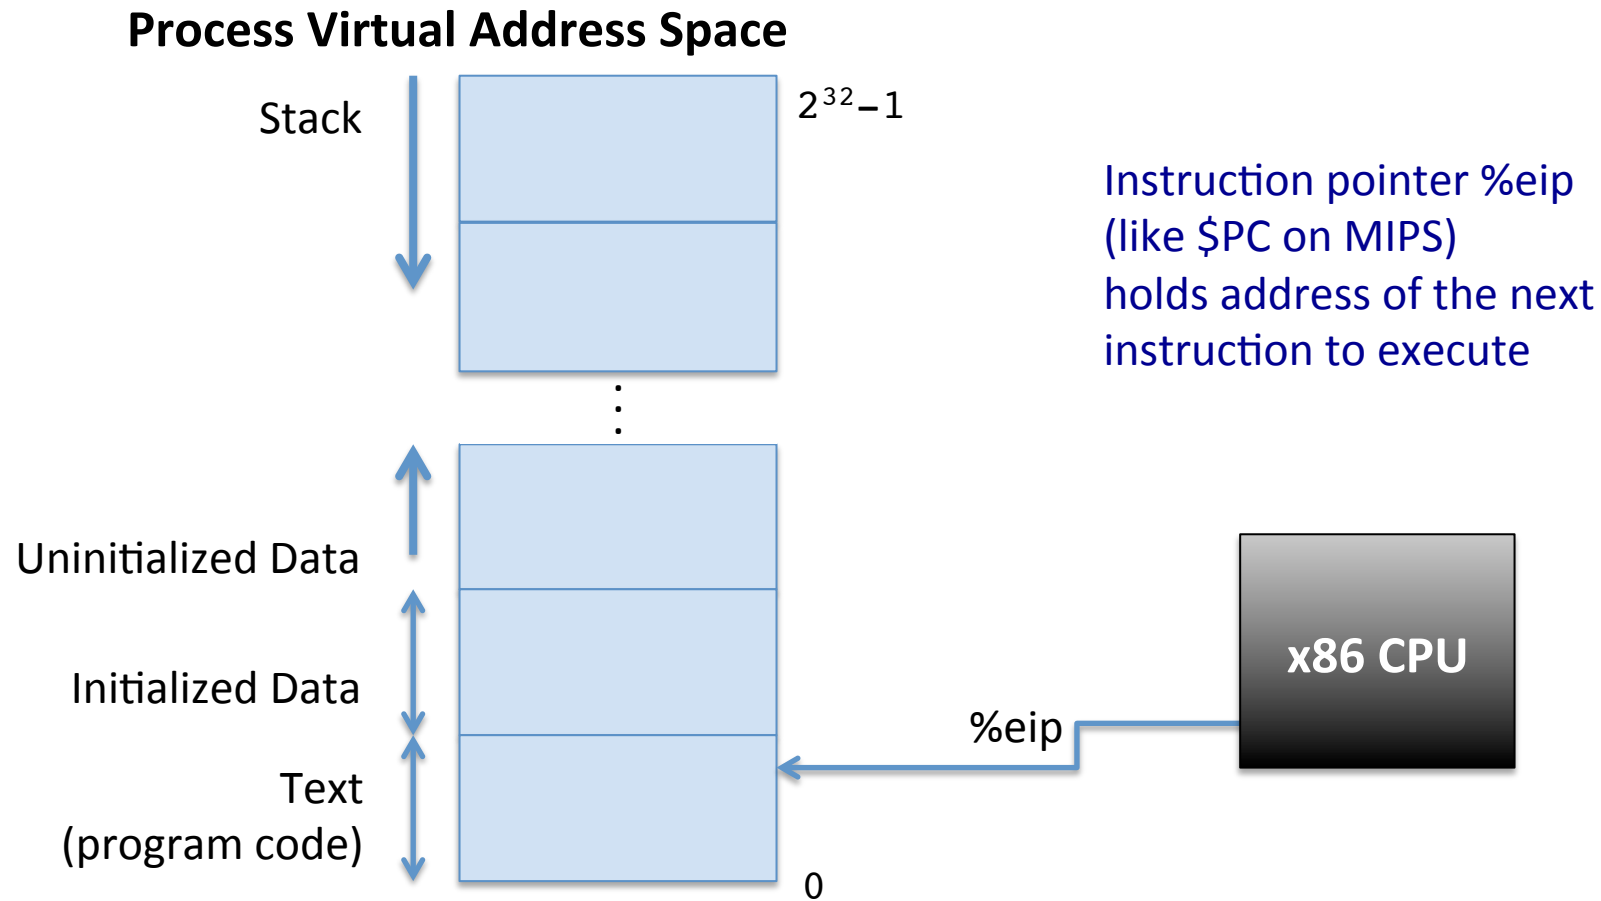 Process Virtual Address Space
Stack
2³²–1
Instruction pointer %eip
(like $PC on MIPS)
holds address of the next
instruction to execute
⋮
Uninitialized Data
Initialized Data
x86 CPU
%eip
Text
(program code)
0